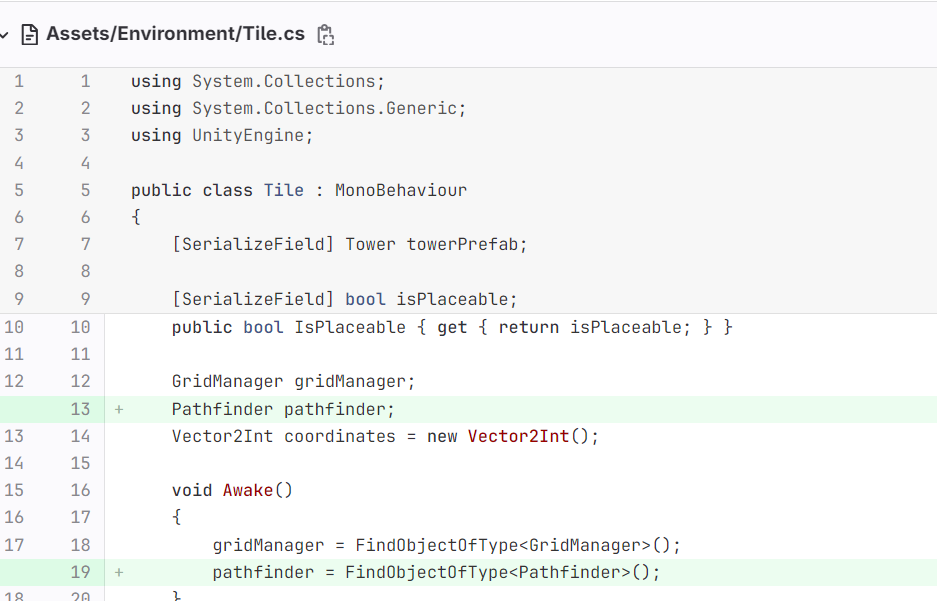 Assets/Environment/Tile.cs
1 1 using System.Collections;
2 2 using System.Collections.Generic;
3 3 using UnityEngine;
4 4
5 5 public class Tile : MonoBehaviour
6 6 {
7 7 [SerializeField] Tower towerPrefab;
8 8
9 9 [SerializeField] bool isPlaceable;
10 10 public bool IsPlaceable { get { return isPlaceable; } }
11 11
12 12 GridManager gridManager;
13 + Pathfinder pathfinder;
13 14 Vector2Int coordinates = new Vector2Int();
14 15
15 16 void Awake()
16 17 {
17 18 gridManager = FindObjectOfType<GridManager>();
19 + pathfinder = FindObjectOfType<Pathfinder>();
18 20 }